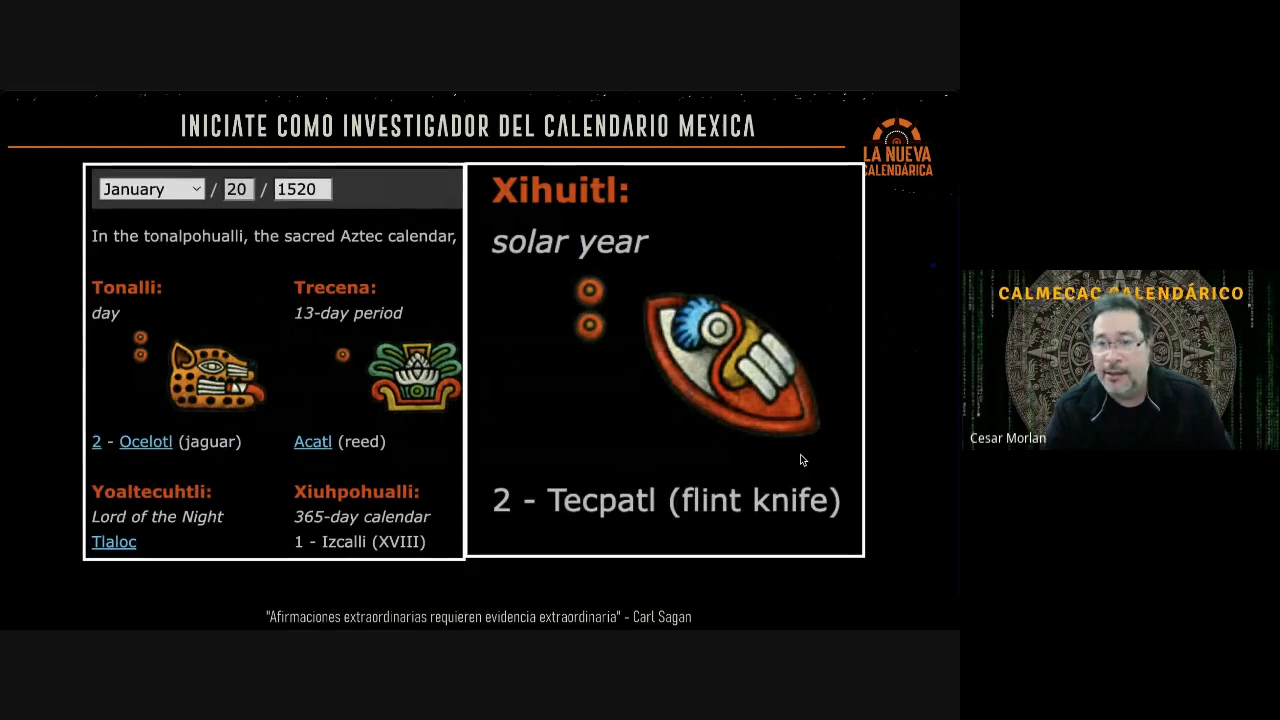 INICIATE COMO INVESTIGADOR DEL CALENDARIO MEXICA
LA NUEVA
CALENDÁRICA
January / 20 / 1520
In the tonalpohualli, the sacred Aztec calendar,
Tonalli:
day
2 - Ocelotl (jaguar)
Trecena:
13-day period
Acatl (reed)
Yoaltecuhtli:
Lord of the Night
Tlaloc
Xiuhpohualli:
365-day calendar
1 - Izcalli (XVIII)
Xihuitl:
solar year
2 - Tecpatl (flint knife)
"Afirmaciones extraordinarias requieren evidencia extraordinaria" - Carl Sagan
CALMECAC CALENDÁRICO
Cesar Morlan